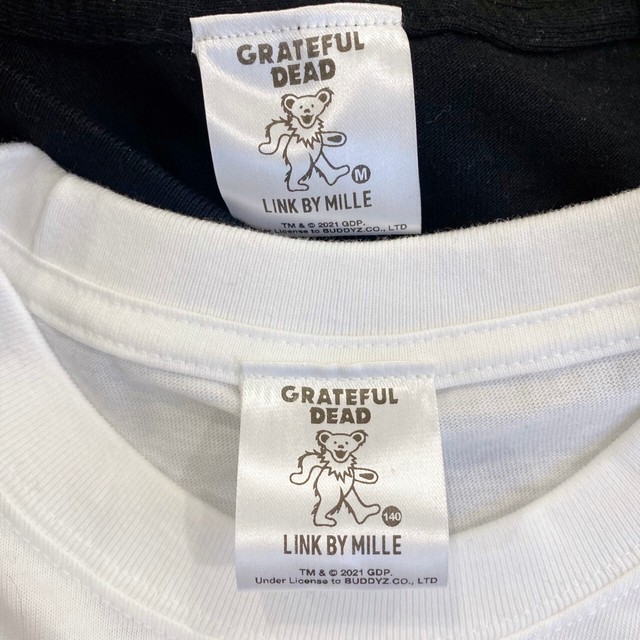 GRATEFUL
DEAD
M
LINK BY MILLE
TM & © 2021 GDP.
Under License to BUDDYZ.CO., LTD
GRATEFUL
DEAD
140
LINK BY MILLE
TM & © 2021 GDP.
Under License to BUDDYZ.CO., LTD